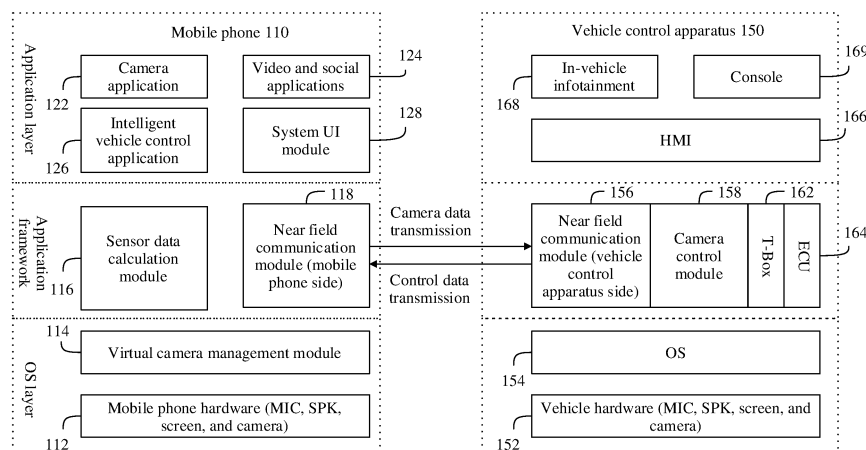 Mobile phone 110
Application layer
Camera
application
122
Video and social
applications
124
Intelligent
vehicle control
application
126
System UI
module
128
Application
framework
Sensor data
calculation
module
116
118
Near field
communication
module (mobile
phone side)
OS layer
114
Virtual camera management module
Mobile phone hardware (MIC, SPK,
screen, and camera)
112
Camera data
transmission
Control data
transmission
Vehicle control apparatus 150
In-vehicle
infotainment
168
Console
169
HMI
166
156
Near field
communication
module (vehicle
control
apparatus side)
158
Camera
control
module
162
T-Box
ECU
164
OS
154
Vehicle hardware (MIC, SPK, screen, and
camera)
152